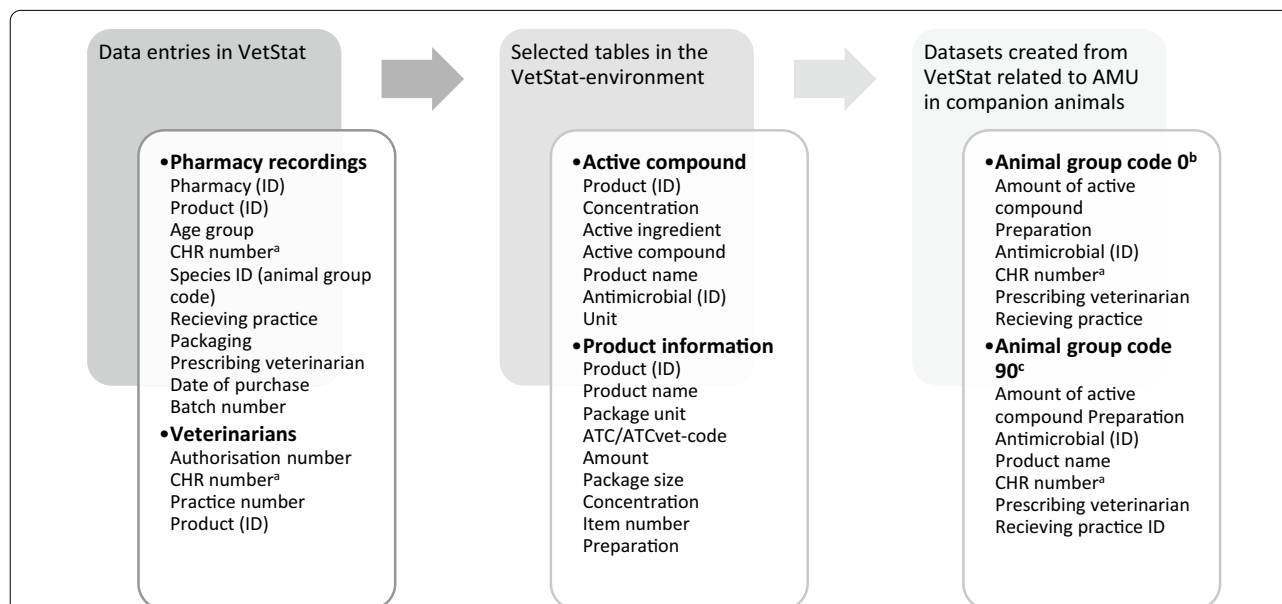 Data entries in VetStat
•Pharmacy recordings
Pharmacy (ID)
Product (ID)
Age group
CHR numberᵃ
Species ID (animal group
code)
Recieving practice
Packaging
Prescribing veterinarian
Date of purchase
Batch number
•Veterinarians
Authorisation number
CHR numberᵃ
Practice number
Product (ID)
Selected tables in the
VetStat-environment
•Active compound
Product (ID)
Concentration
Active ingredient
Active compound
Product name
Antimicrobial (ID)
Unit
•Product information
Product (ID)
Product name
Package unit
ATC/ATCvet-code
Amount
Package size
Concentration
Item number
Preparation
Datasets created from
VetStat related to AMU
in companion animals
•Animal group code 0ᵇ
Amount of active
compound
Preparation
Antimicrobial (ID)
CHR numberᵃ
Prescribing veterinarian
Recieving practice
•Animal group code
90ᶜ
Amount of active
compound Preparation
Antimicrobial (ID)
Product name
CHR numberᵃ
Prescribing veterinarian
Recieving practice ID